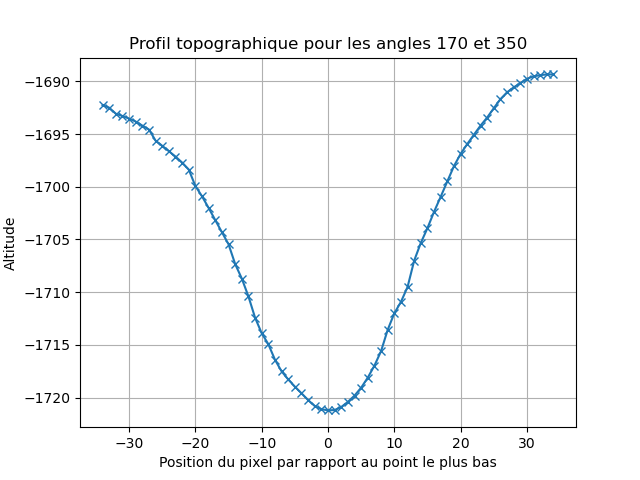 Profil topographique pour les angles 170 et 350
Altitude
−1690
−1695
−1700
−1705
−1710
−1715
−1720
−30 −20 −10 0 10 20 30
Position du pixel par rapport au point le plus bas